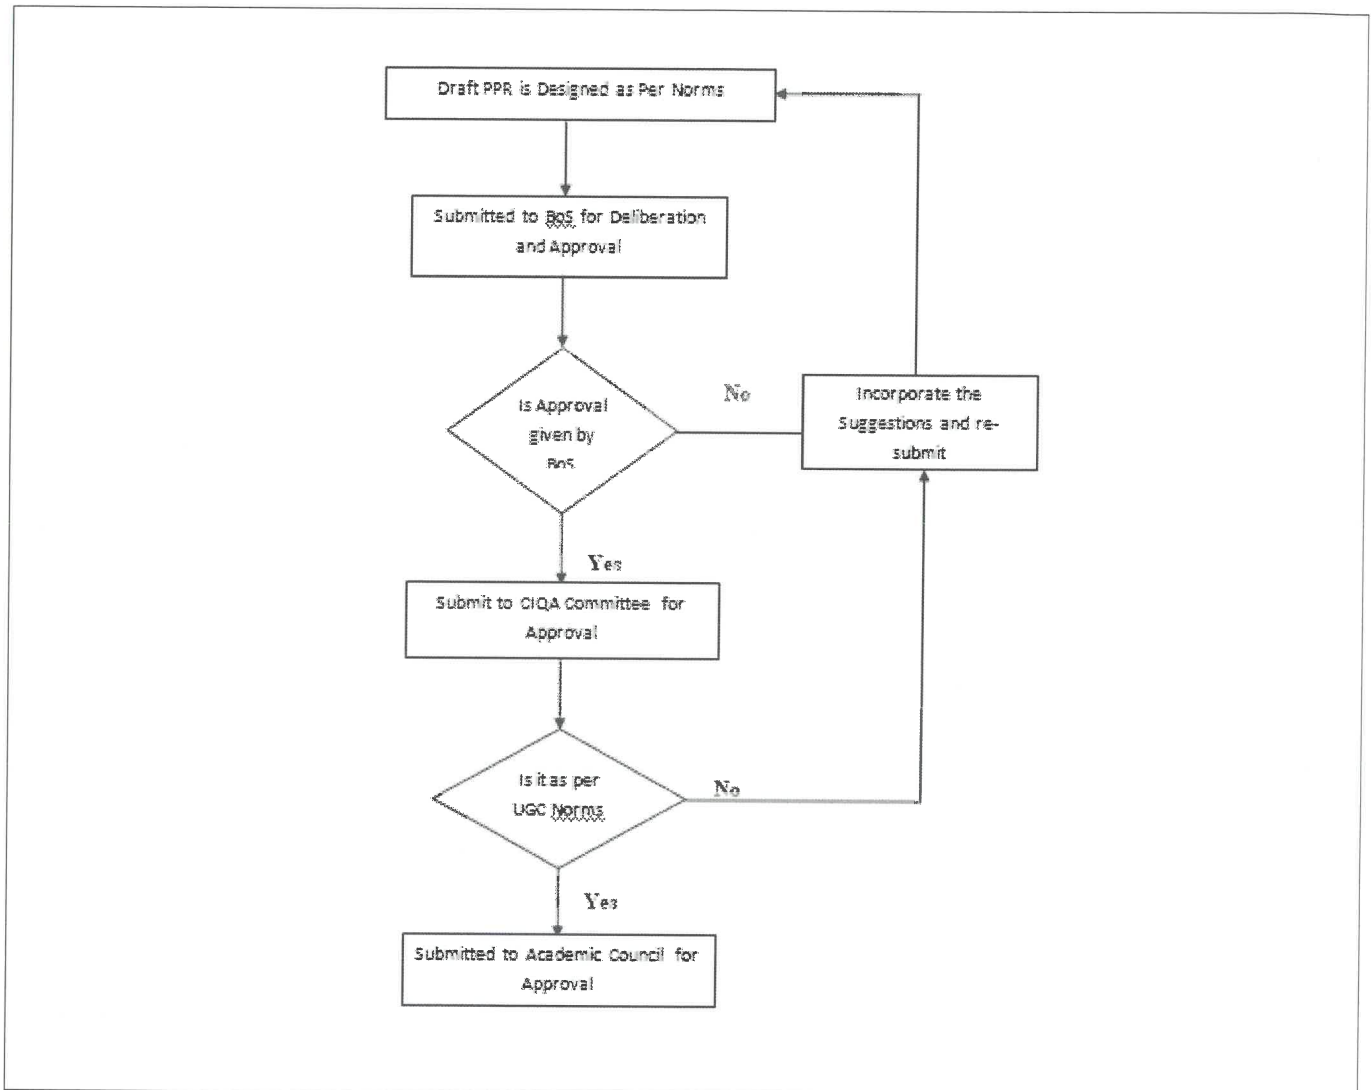 Draft PPR is Designed as Per Norms
Submitted to BoS for Deliberation
and Approval
Is Approval
given by
BoS
No
Incorporate the
Suggestions and re-
submit
Yes
Submit to CIQA Committee for
Approval
Is it as per
UGC Norms
No
Yes
Submitted to Academic Council for
Approval